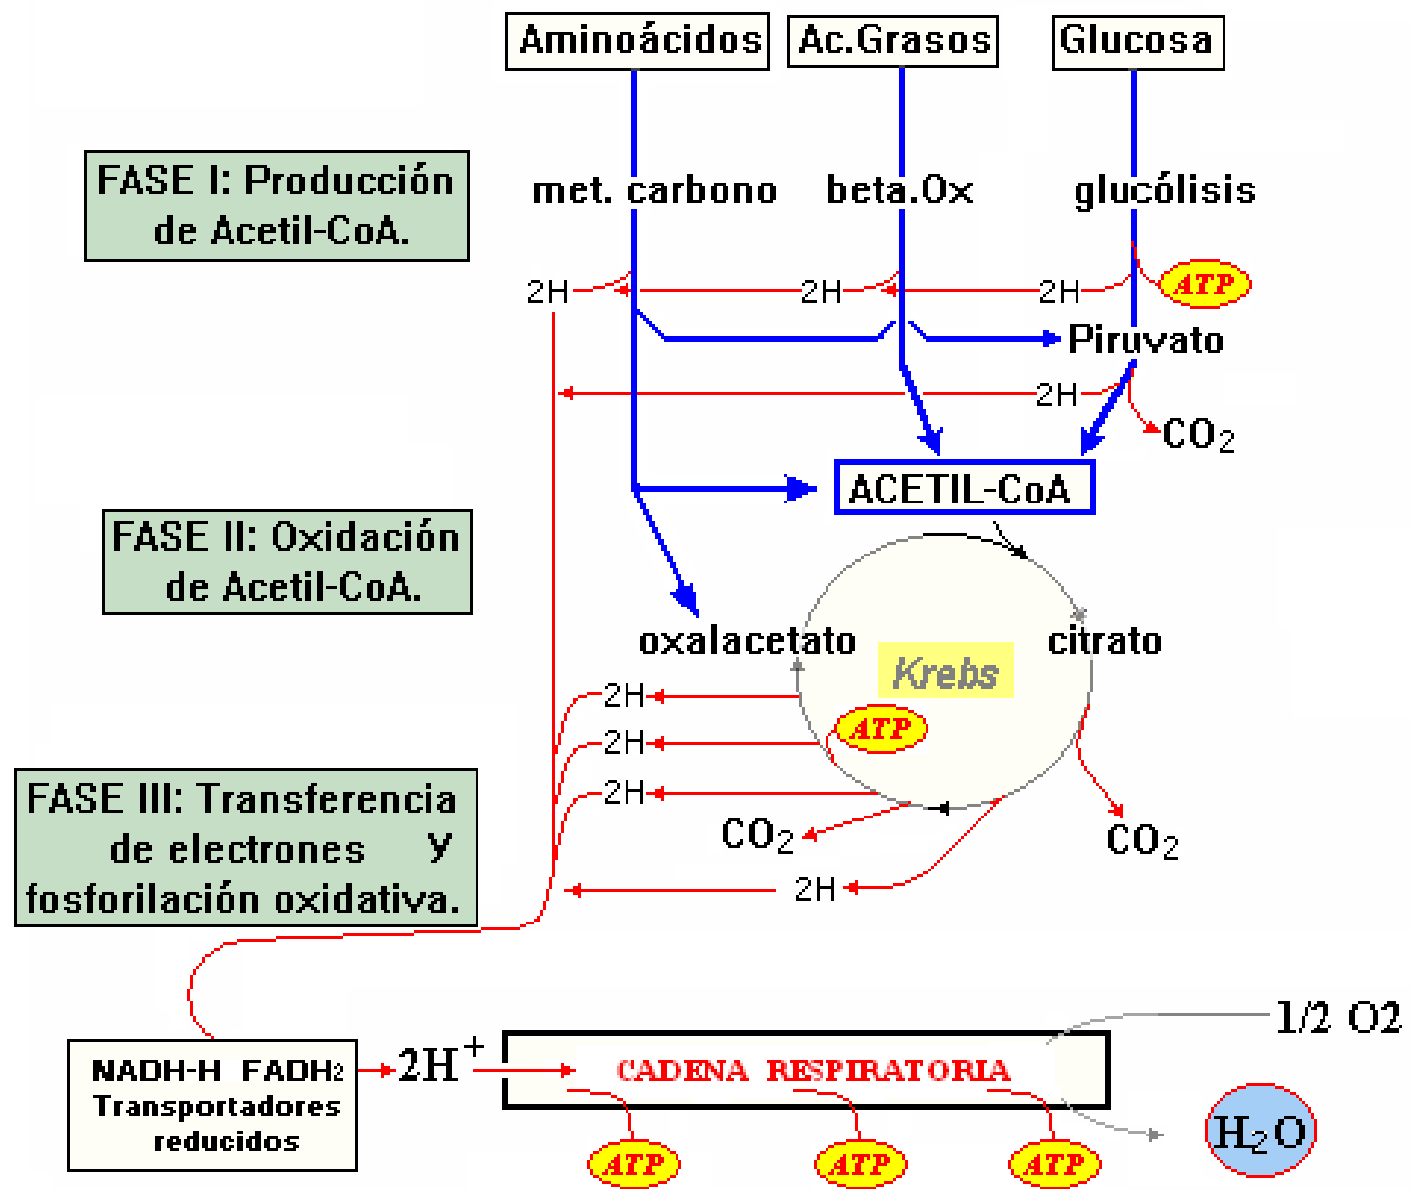 Aminoácidos
Ac.Grasos
Glucosa
FASE I: Producción
de Acetil-CoA.
met. carbono
beta.Ox
glucólisis
2H
2H
2H
ATP
Piruvato
2H
CO2
ACETIL-CoA
FASE II: Oxidación
de Acetil-CoA.
oxalacetato
citrato
Krebs
2H
ATP
2H
2H
FASE III: Transferencia
de electrones y
fosforilación oxidativa.
CO2
CO2
2H
1/2 O2
NADH-H FADH2
Transportadores
reducidos
2H+
CADENA RESPIRATORIA
H2O
ATP
ATP
ATP